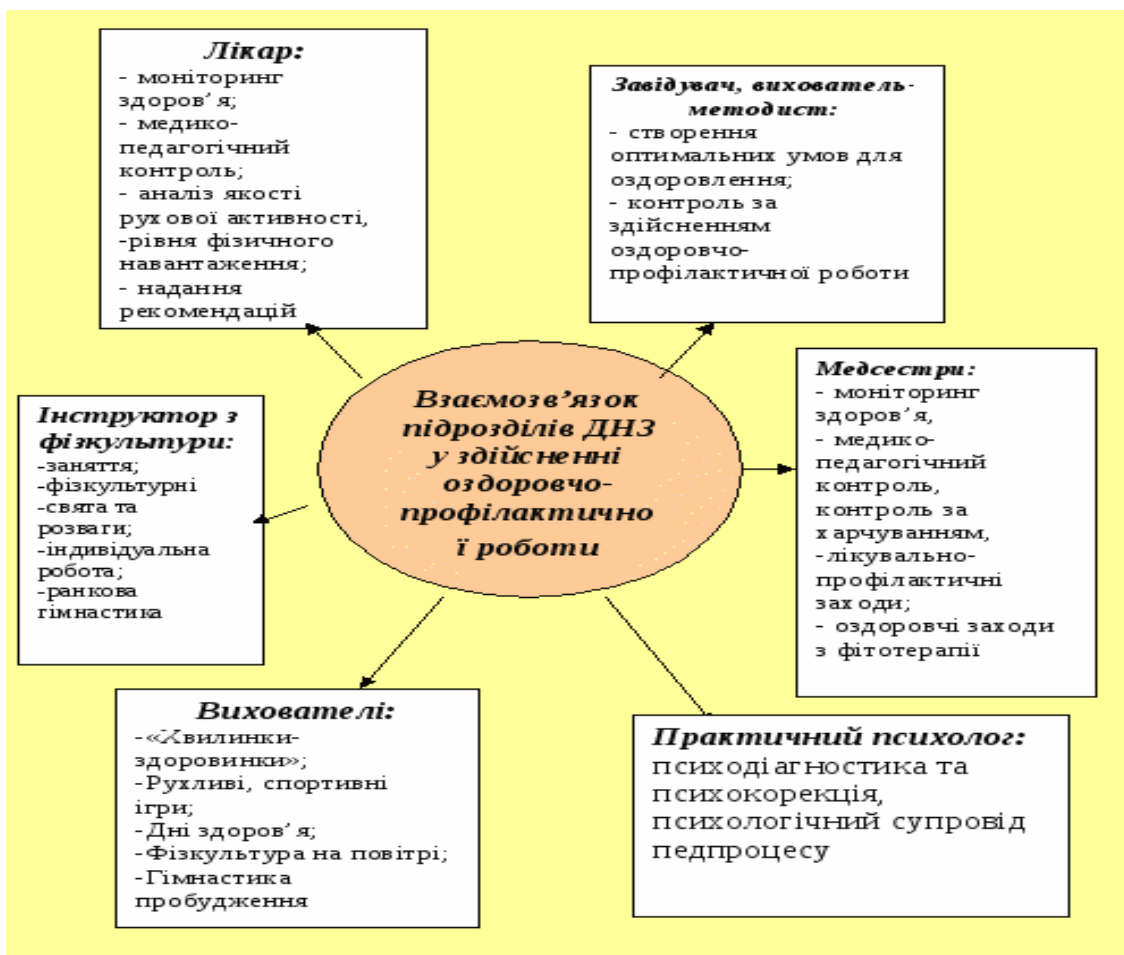 Лікар:
- моніторинг
здоров’я;
- медико-
педагогічний
контроль;
- аналіз якості
рухової активності,
-рівня фізичного
навантаження;
- надання
рекомендацій
Завідувач, вихователь-
методист:
- створення
оптимальних умов для
оздоровлення;
- контроль за
здійсненням
оздоровчо-
профілактичної роботи
Інструктор з
фізкультури:
-заняття;
-фізкультурні
-свята та
розваги;
-індивідуальна
робота;
-ранкова
гімнастика
Взаємозв’язок
підрозділів ДНЗ
у здійсненні
оздоровчо-
профілактично
ї роботи
Медсестри:
- моніторинг
здоров’я,
- медико-
педагогічний
контроль,
контроль за
харчуванням,
-лікувально-
профілактичні
заходи;
- оздоровчі заходи
з фітотерапії
Вихователі:
-«Хвилинки-
здоровинки»;
-Рухливі, спортивні
ігри;
-Дні здоров’я;
-Фізкультура на повітрі;
-Гімнастика
пробудження
Практичний психолог:
психодіагностика та
психокорекція,
психологічний супровід
педпроцесу